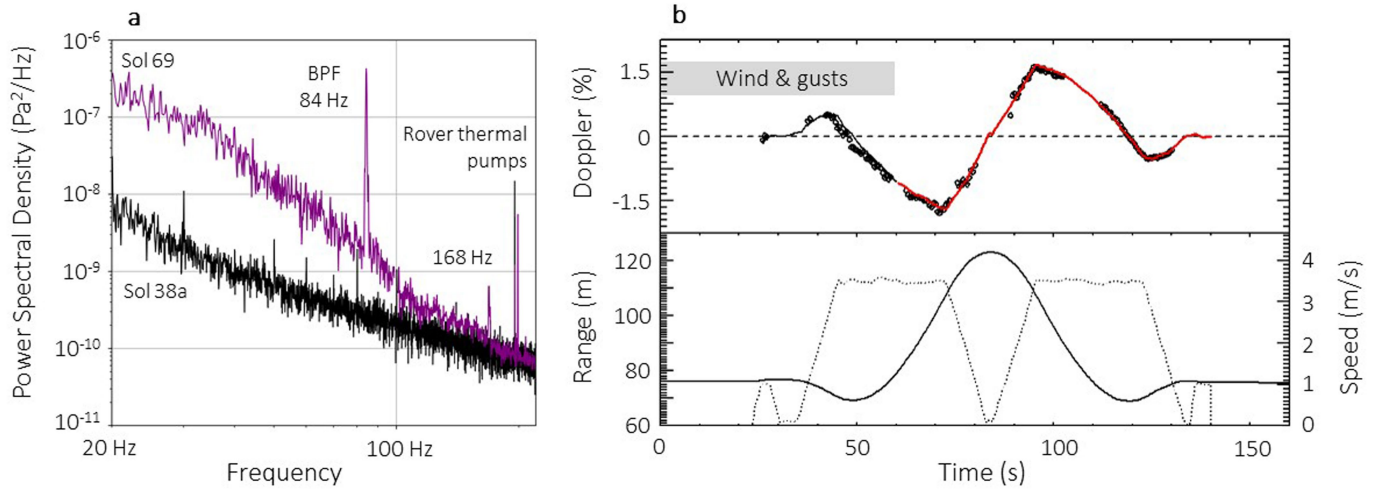 a
Power Spectral Density (Pa²/Hz)
10⁻⁶
10⁻⁷
10⁻⁸
10⁻⁹
10⁻¹⁰
10⁻¹¹
Sol 69
BPF
84 Hz
Rover thermal
pumps
168 Hz
Sol 38a
20 Hz
100 Hz
Frequency
b
Doppler (%)
1.5
0
-1.5
Wind & gusts
Range (m)
120
100
80
60
4
3
2
1
0
Speed (m/s)
0
50
100
150
Time (s)